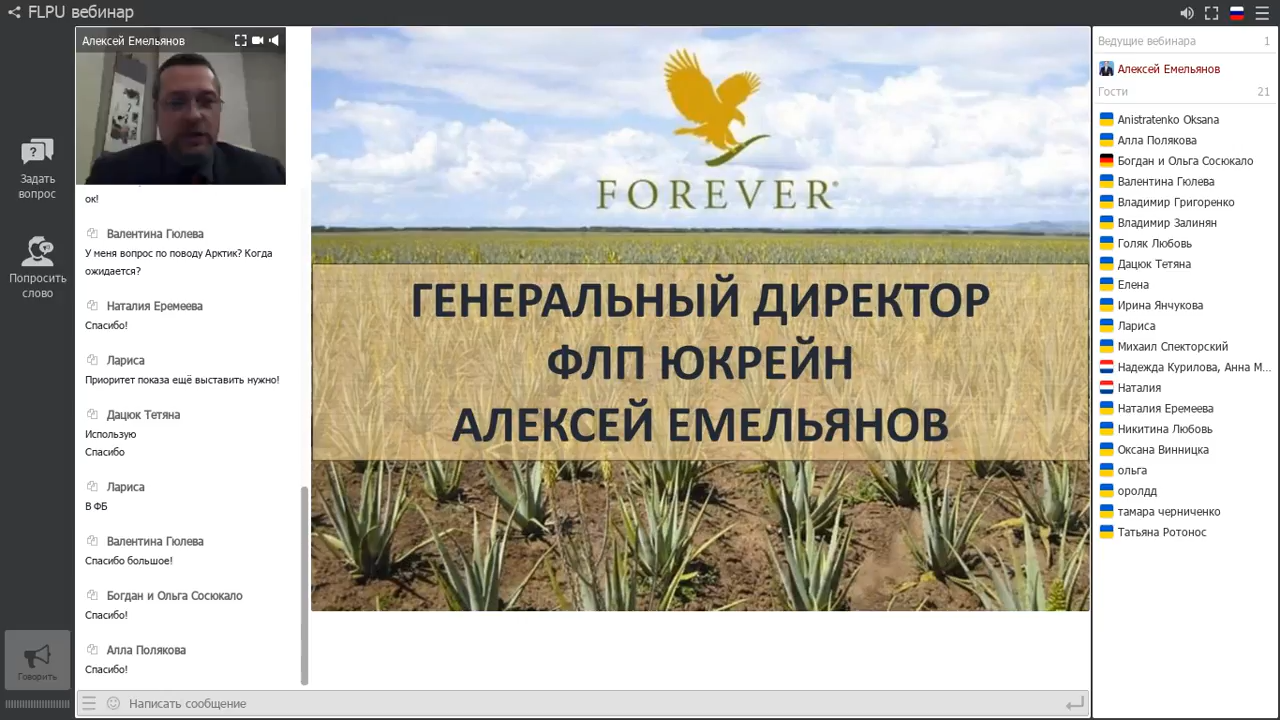 FLPU вебинар
Алексей Емельянов
Задать
вопрос
Попросить
слово
Говорить
ок!
Валентина Гюлева
У меня вопрос по поводу Арктик? Когда
ожидается?
Наталия Еремеева
Спасибо!
Лариса
Приоритет показа ещё выставить нужно!
Дацюк Тетяна
Использую
Спасибо
Лариса
В ФБ
Валентина Гюлева
Спасибо большое!
Богдан и Ольга Сосюкало
Спасибо!
Алла Полякова
Спасибо!
Написать сообщение
FOREVER®
ГЕНЕРАЛЬНЫЙ ДИРЕКТОР
ФЛП ЮКРЕЙН
АЛЕКСЕЙ ЕМЕЛЬЯНОВ
Ведущие вебинара 1
Алексей Емельянов
Гости 21
Anistratenko Oksana
Алла Полякова
Богдан и Ольга Сосюкало
Валентина Гюлева
Владимир Григоренко
Владимир Залинян
Голяк Любовь
Дацюк Тетяна
Елена
Ирина Янчукова
Лариса
Михаил Спекторский
Надежда Курилова, Анна М...
Наталия
Наталия Еремеева
Никитина Любовь
Оксана Винницка
ольга
оролдд
тамара черниченко
Татьяна Ротонос